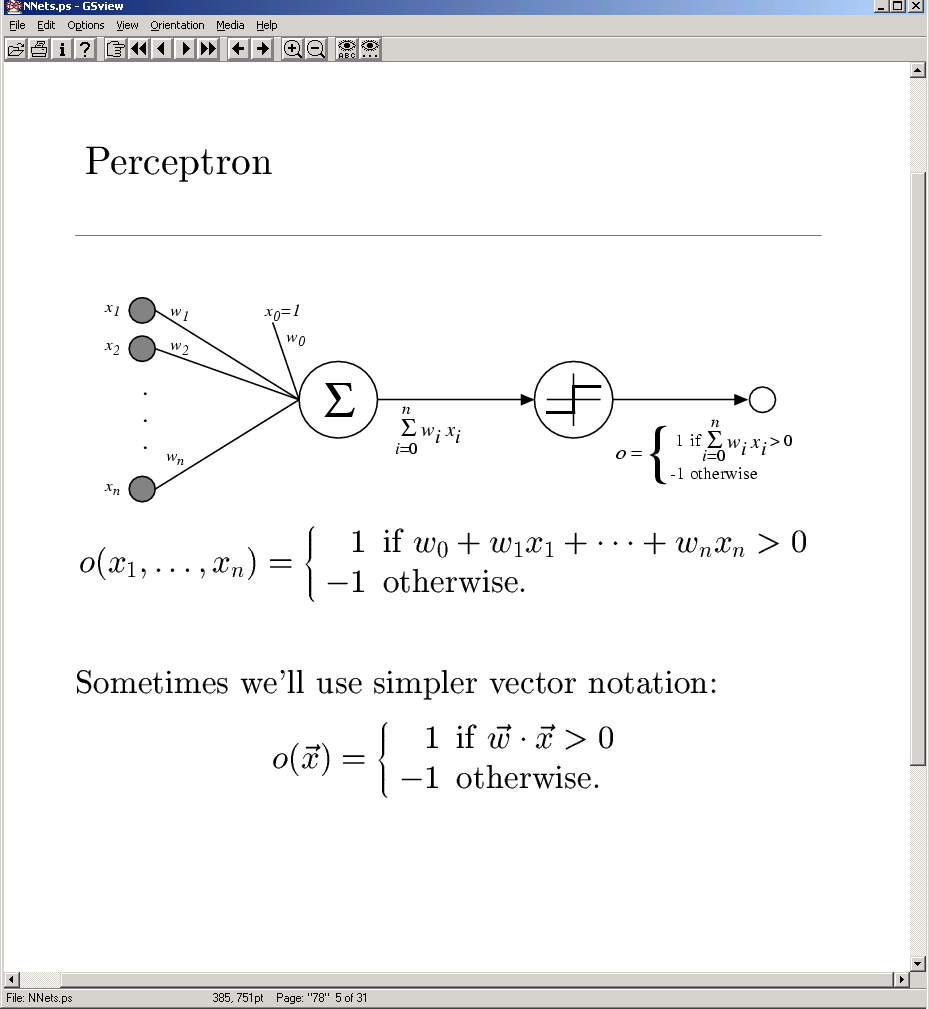 NNets.ps - GSview
File Edit Options View Orientation Media Help
i ? ABC
Perceptron
x1 w1 x0=1
w0
x2 w2
Σ
.
.
.
n
Σ wi xi
i=0
wn
xn
n
o = { 1 if Σ wi xi > 0
i=0
-1 otherwise
o(x1, . . . , xn) = { 1 if w0 + w1x1 + · · · + wnxn > 0
−1 otherwise.
Sometimes we'll use simpler vector notation:
o(x⃗) = { 1 if w⃗ · x⃗ > 0
−1 otherwise.
File: NNets.ps 385, 751pt Page: "78" 5 of 31